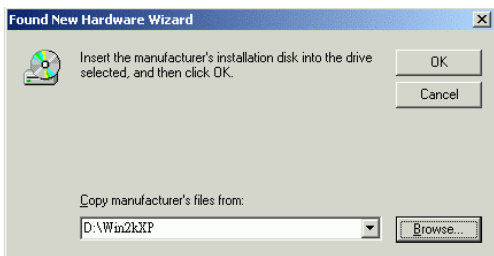 Found New Hardware Wizard
Insert the manufacturer's installation disk into the drive
selected, and then click OK.
OK
Cancel
Copy manufacturer's files from:
D:\Win2kXP
Browse...